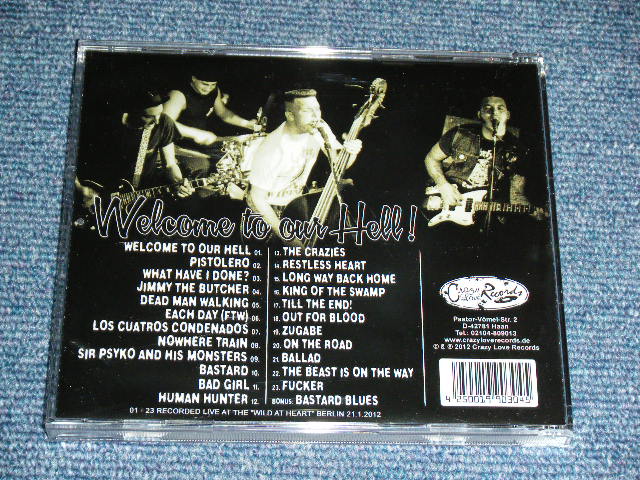 Welcome to our Hell!
WELCOME TO OUR HELL 01.
PISTOLERO 02.
WHAT HAVE I DONE? 03.
JIMMY THE BUTCHER 04.
DEAD MAN WALKING 05.
EACH DAY (FTW) 06.
LOS CUATROS CONDENADOS 07.
NOWHERE TRAIN 08.
SIR PSYKO AND HIS MONSTERS 09.
BASTARD 10.
BAD GIRL 11.
HUMAN HUNTER 12.
13. THE CRAZIES
14. RESTLESS HEART
15. LONG WAY BACK HOME
16. KING OF THE SWAMP
17. TILL THE END!
18. OUT FOR BLOOD
19. ZUGABE
20. ON THE ROAD
21. BALLAD
22. THE BEAST IS ON THE WAY
23. FUCKER
BONUS: BASTARD BLUES
01 - 23 RECORDED LIVE AT THE "WILD AT HEART" BERLIN 21.1.2012
Crazy Love Records
Pastor-Vömel-Str. 2
D-42781 Haan
Tel.: 02104-809013
www.crazyloverecords.de
℗ & © 2012 Crazy Love Records
4 250019 903045